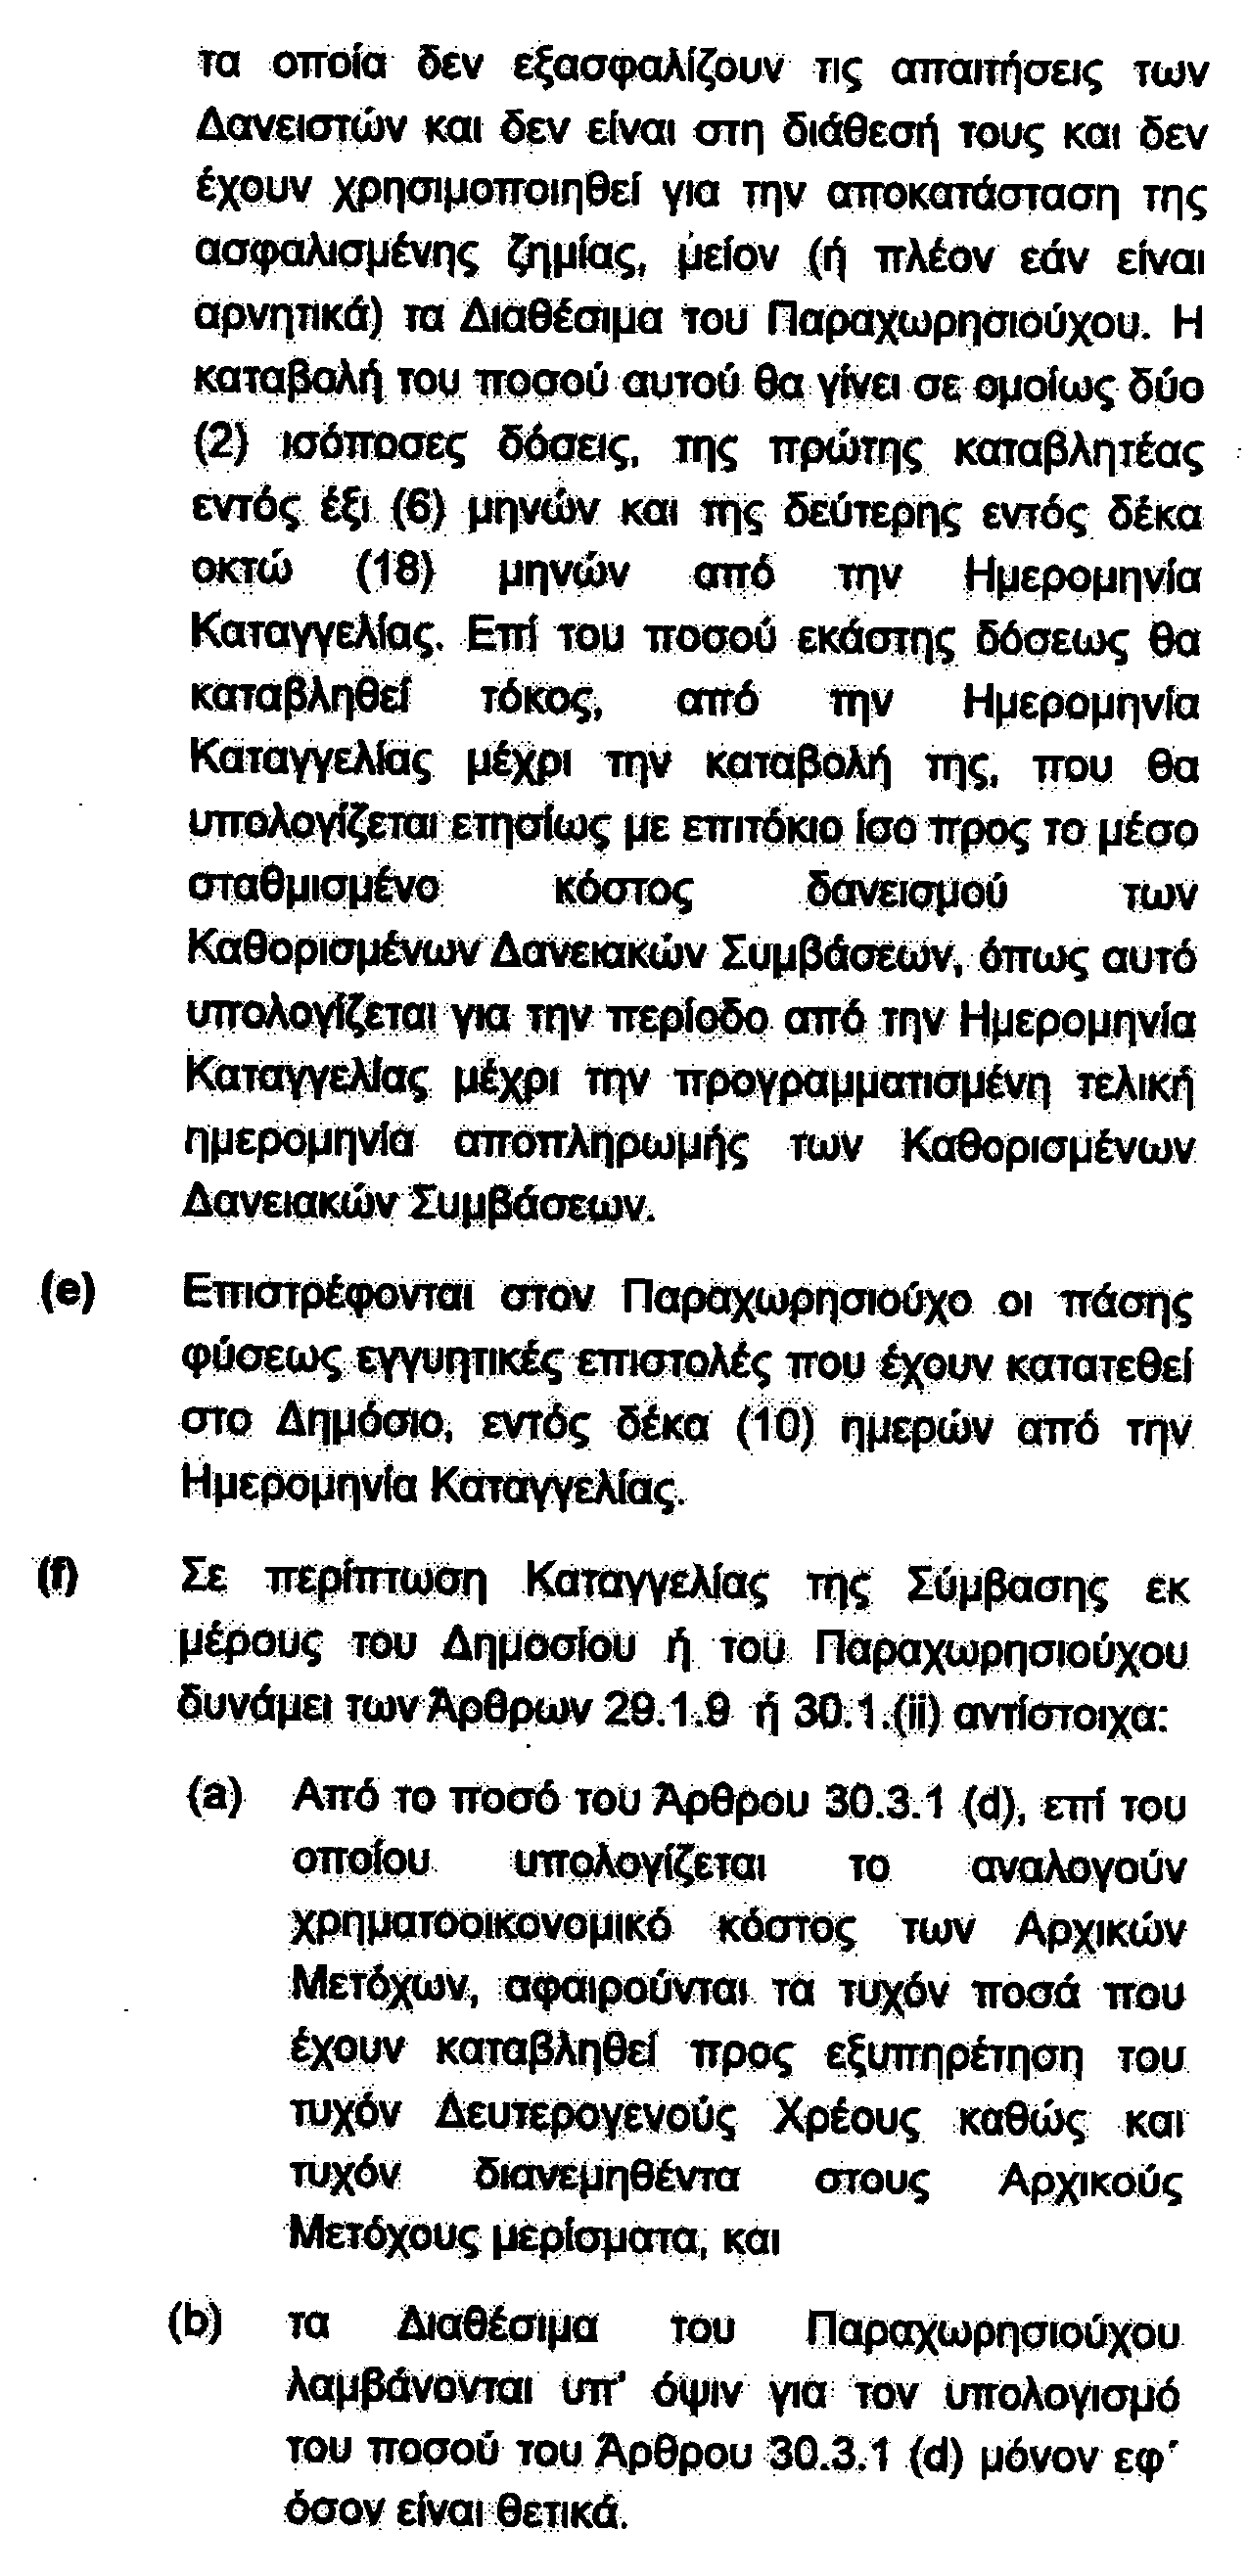 τα οποία δεν εξασφαλίζουν τις απαιτήσεις των
Δανειστών και δεν είναι στη διάθεσή τους και δεν
έχουν χρησιμοποιηθεί για την αποκατάσταση της
ασφαλισμένης ζημίας, μείον (ή πλέον εάν είναι
αρνητικά) τα Διαθέσιμα του Παραχωρησιούχου. Η
καταβολή του ποσού αυτού θα γίνει σε ομοίως δύο
(2) ισόποσες δόσεις, της πρώτης καταβλητέας
εντός έξι (6) μηνών και της δεύτερης εντός δέκα
οκτώ (18) μηνών από την Ημερομηνία
Καταγγελίας. Επί του ποσού εκάστης δόσεως θα
καταβληθεί τόκος, από την Ημερομηνία
Καταγγελίας μέχρι την καταβολή της, που θα
υπολογίζεται ετησίως με επιτόκιο ίσο προς το μέσο
σταθμισμένο κόστος δανεισμού των
Καθορισμένων Δανειακών Συμβάσεων, όπως αυτό
υπολογίζεται για την περίοδο από την Ημερομηνία
Καταγγελίας μέχρι την προγραμματισμένη τελική
ημερομηνία αποπληρωμής των Καθορισμένων
Δανειακών Συμβάσεων.
(e) Επιστρέφονται στον Παραχωρησιούχο οι πάσης
φύσεως εγγυητικές επιστολές που έχουν κατατεθεί
στο Δημόσιο, εντός δέκα (10) ημερών από την
Ημερομηνία Καταγγελίας.
(f) Σε περίπτωση Καταγγελίας της Σύμβασης εκ
μέρους του Δημοσίου ή του Παραχωρησιούχου
δυνάμει των Άρθρων 29.1.9 ή 30.1.(ii) αντίστοιχα:
(a) Από το ποσό του Άρθρου 30.3.1 (d), επί του
οποίου υπολογίζεται το αναλογούν
χρηματοοικονομικό κόστος των Αρχικών
Μετόχων, αφαιρούνται τα τυχόν ποσά που
έχουν καταβληθεί προς εξυπηρέτηση του
τυχόν Δευτερογενούς Χρέους καθώς και
τυχόν διανεμηθέντα στους Αρχικούς
Μετόχους μερίσματα, και
(b) τα Διαθέσιμα του Παραχωρησιούχου
λαμβάνονται υπ' όψιν για τον υπολογισμό
του ποσού του Άρθρου 30.3.1 (d) μόνον εφ'
όσον είναι θετικά.